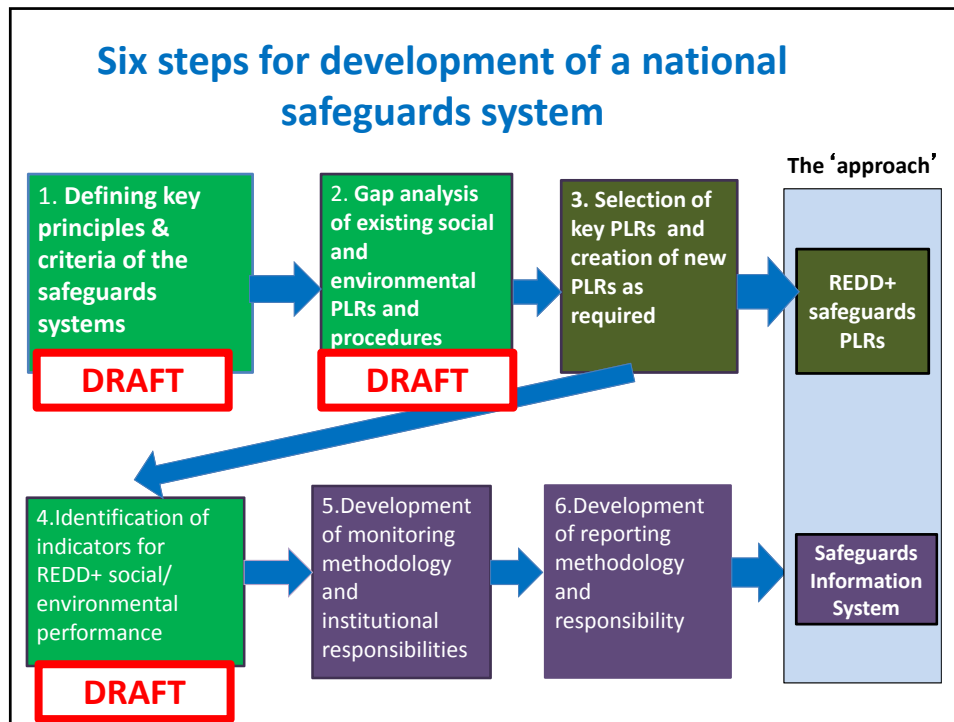 Six steps for development of a national
safeguards system
The ‘approach’
1. Defining key
principles &
criteria of the
safeguards
systems
DRAFT
2. Gap analysis
of existing social
and
environmental
PLRs and
procedures
DRAFT
3. Selection of
key PLRs and
creation of new
PLRs as
required
REDD+
safeguards
PLRs
4.Identification of
indicators for
REDD+ social/
environmental
performance
DRAFT
5.Development
of monitoring
methodology
and
institutional
responsibilities
6.Development
of reporting
methodology
and
responsibility
Safeguards
Information
System